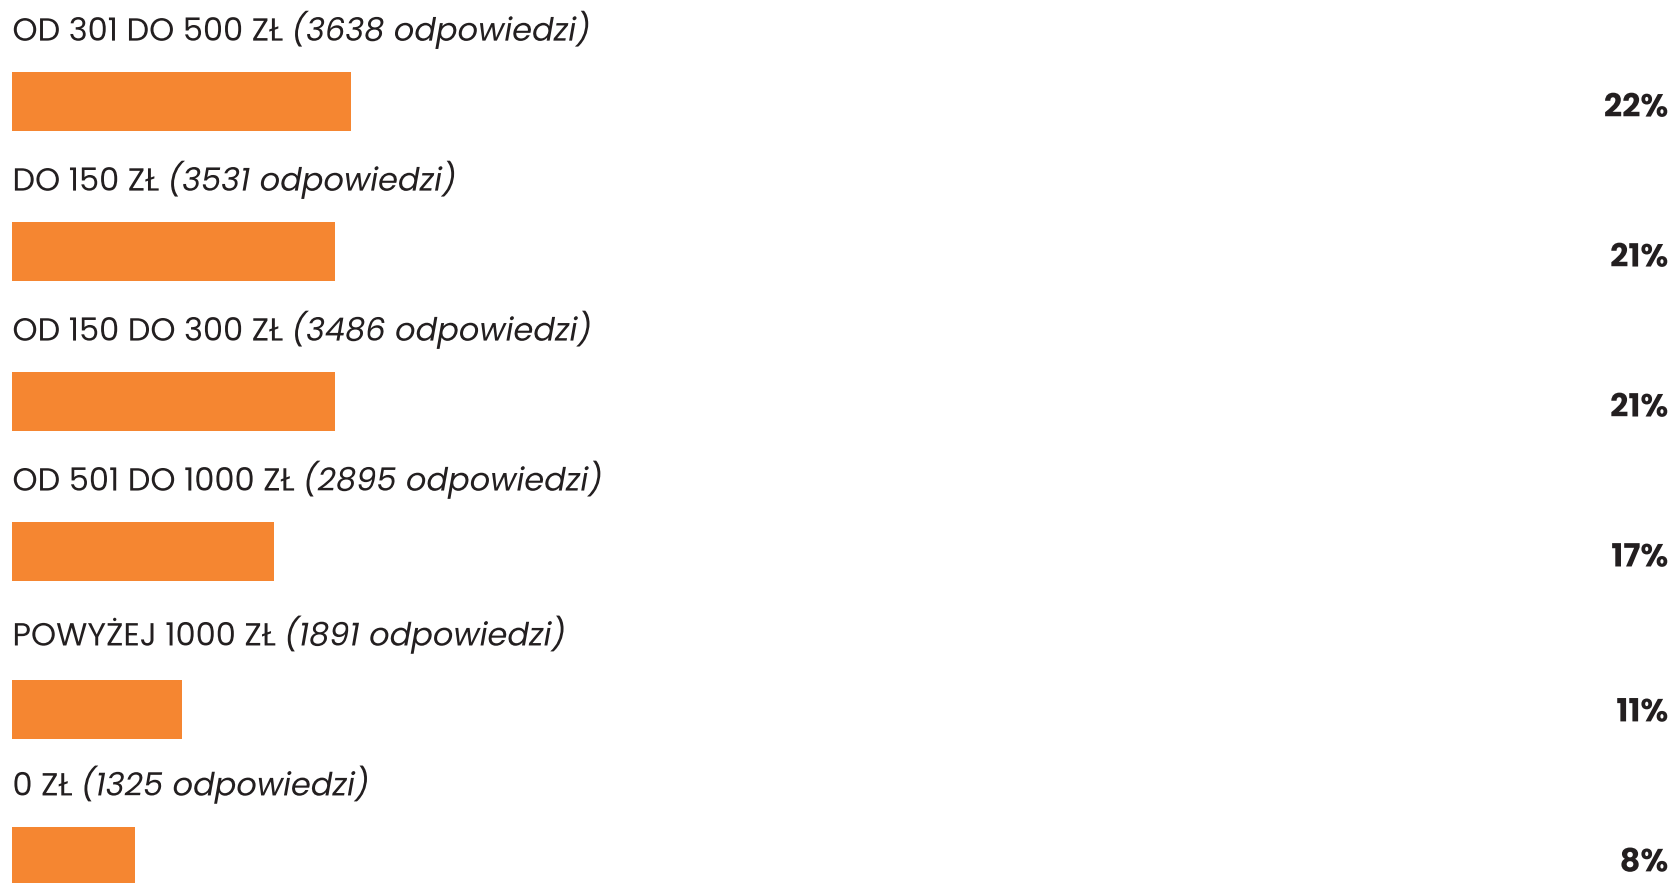 OD 301 DO 500 ZŁ (3638 odpowiedzi)
22%
DO 150 ZŁ (3531 odpowiedzi)
21%
OD 150 DO 300 ZŁ (3486 odpowiedzi)
21%
OD 501 DO 1000 ZŁ (2895 odpowiedzi)
17%
POWYŻEJ 1000 ZŁ (1891 odpowiedzi)
11%
0 ZŁ (1325 odpowiedzi)
8%